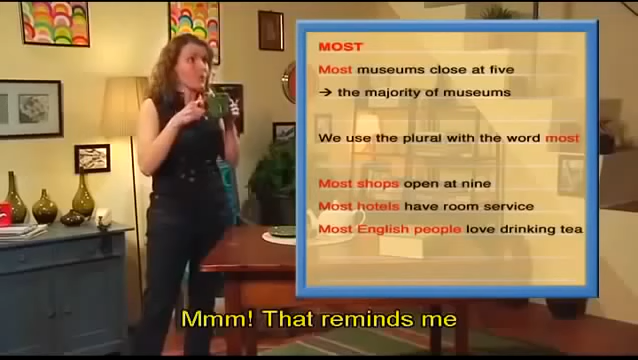 MOST
Most museums close at five
→ the majority of museums
We use the plural with the word most
Most shops open at nine
Most hotels have room service
Most English people love drinking tea
Mmm! That reminds me